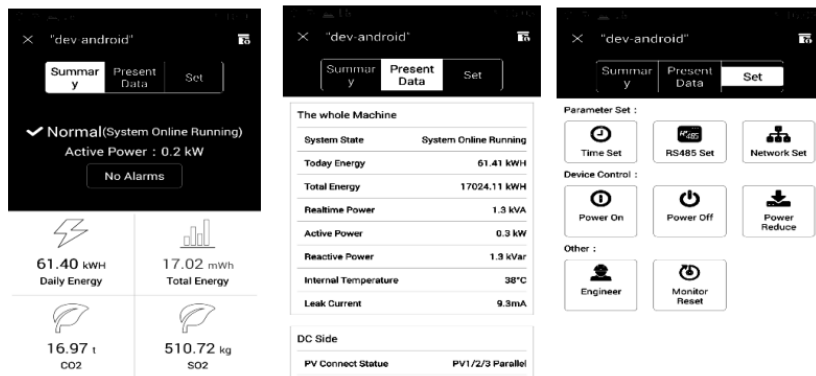 "dev-android"
Summar
y
Present
Data
Set
Normal(System Online Running)
Active Power : 0.2 kW
No Alarms
61.40 kWH
Daily Energy
17.02 mWh
Total Energy
16.97 t
CO2
510.72 kg
SO2
"dev-android"
Summar
y
Present
Data
Set
The whole Machine
System State System Online Running
Today Energy 61.41 kWH
Total Energy 17024.11 kWH
Realtime Power 1.3 kVA
Active Power 0.3 kW
Reactive Power 1.3 kVar
Internal Temperature 38°C
Leak Current 9.3mA
DC Side
PV Connect Statue PV1/2/3 Parallel
"dev-android"
Summar
y
Present
Data
Set
Parameter Set :
Time Set
RS485 Set
Network Set
Device Control :
Power On
Power Off
Power
Reduce
Other :
Engineer
Monitor
Reset